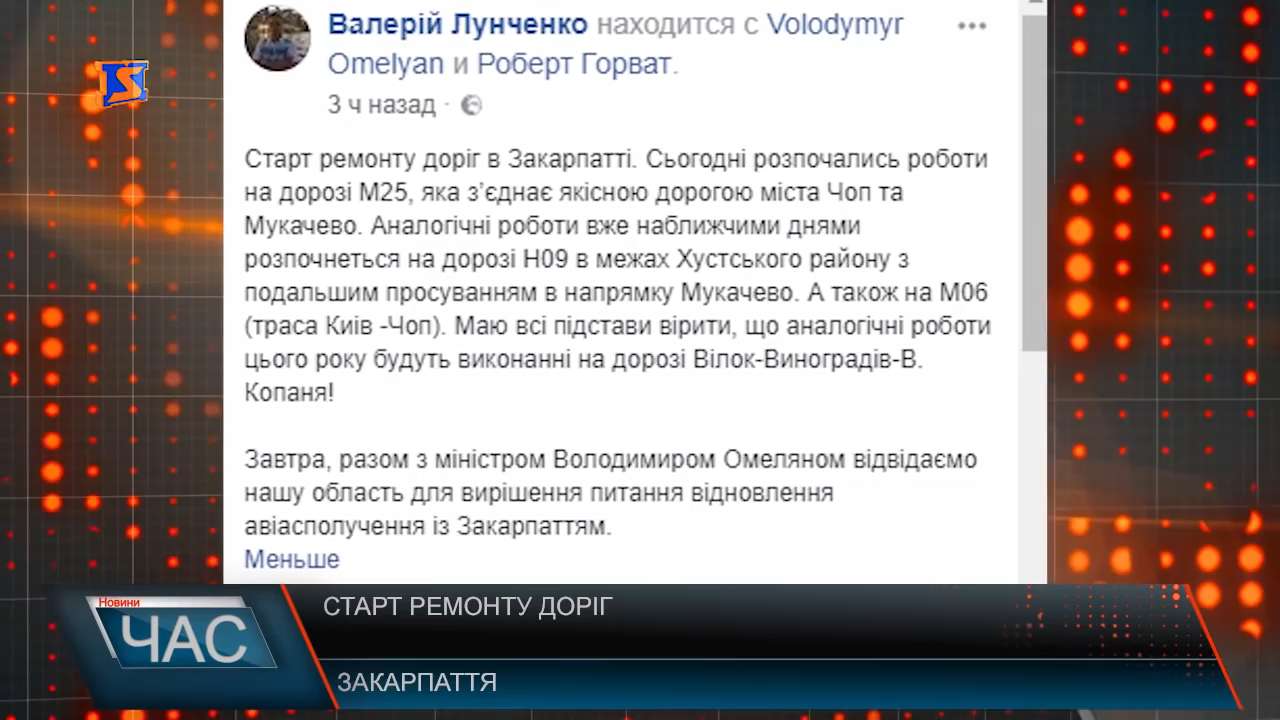 Валерій Лунченко находится с Volodymyr
Omelyan и Роберт Горват.
3 ч назад ·
Старт ремонту доріг в Закарпатті. Сьогодні розпочались роботи
на дорозі М25, яка з’єднає якісною дорогою міста Чоп та
Мукачево. Аналогічні роботи вже наближчими днями
розпочнеться на дорозі Н09 в межах Хустського району з
подальшим просуванням в напрямку Мукачево. А також на М06
(траса Київ -Чоп). Маю всі підстави вірити, що аналогічні роботи
цього року будуть виконанні на дорозі Вілок-Виноградів-В.
Копаня!
Завтра, разом з міністром Володимиром Омеляном відвідаємо
нашу область для вирішення питання відновлення
авіасполучення із Закарпаттям.
Меньше
Новини
ЧАС
СТАРТ РЕМОНТУ ДОРІГ
ЗАКАРПАТТЯ